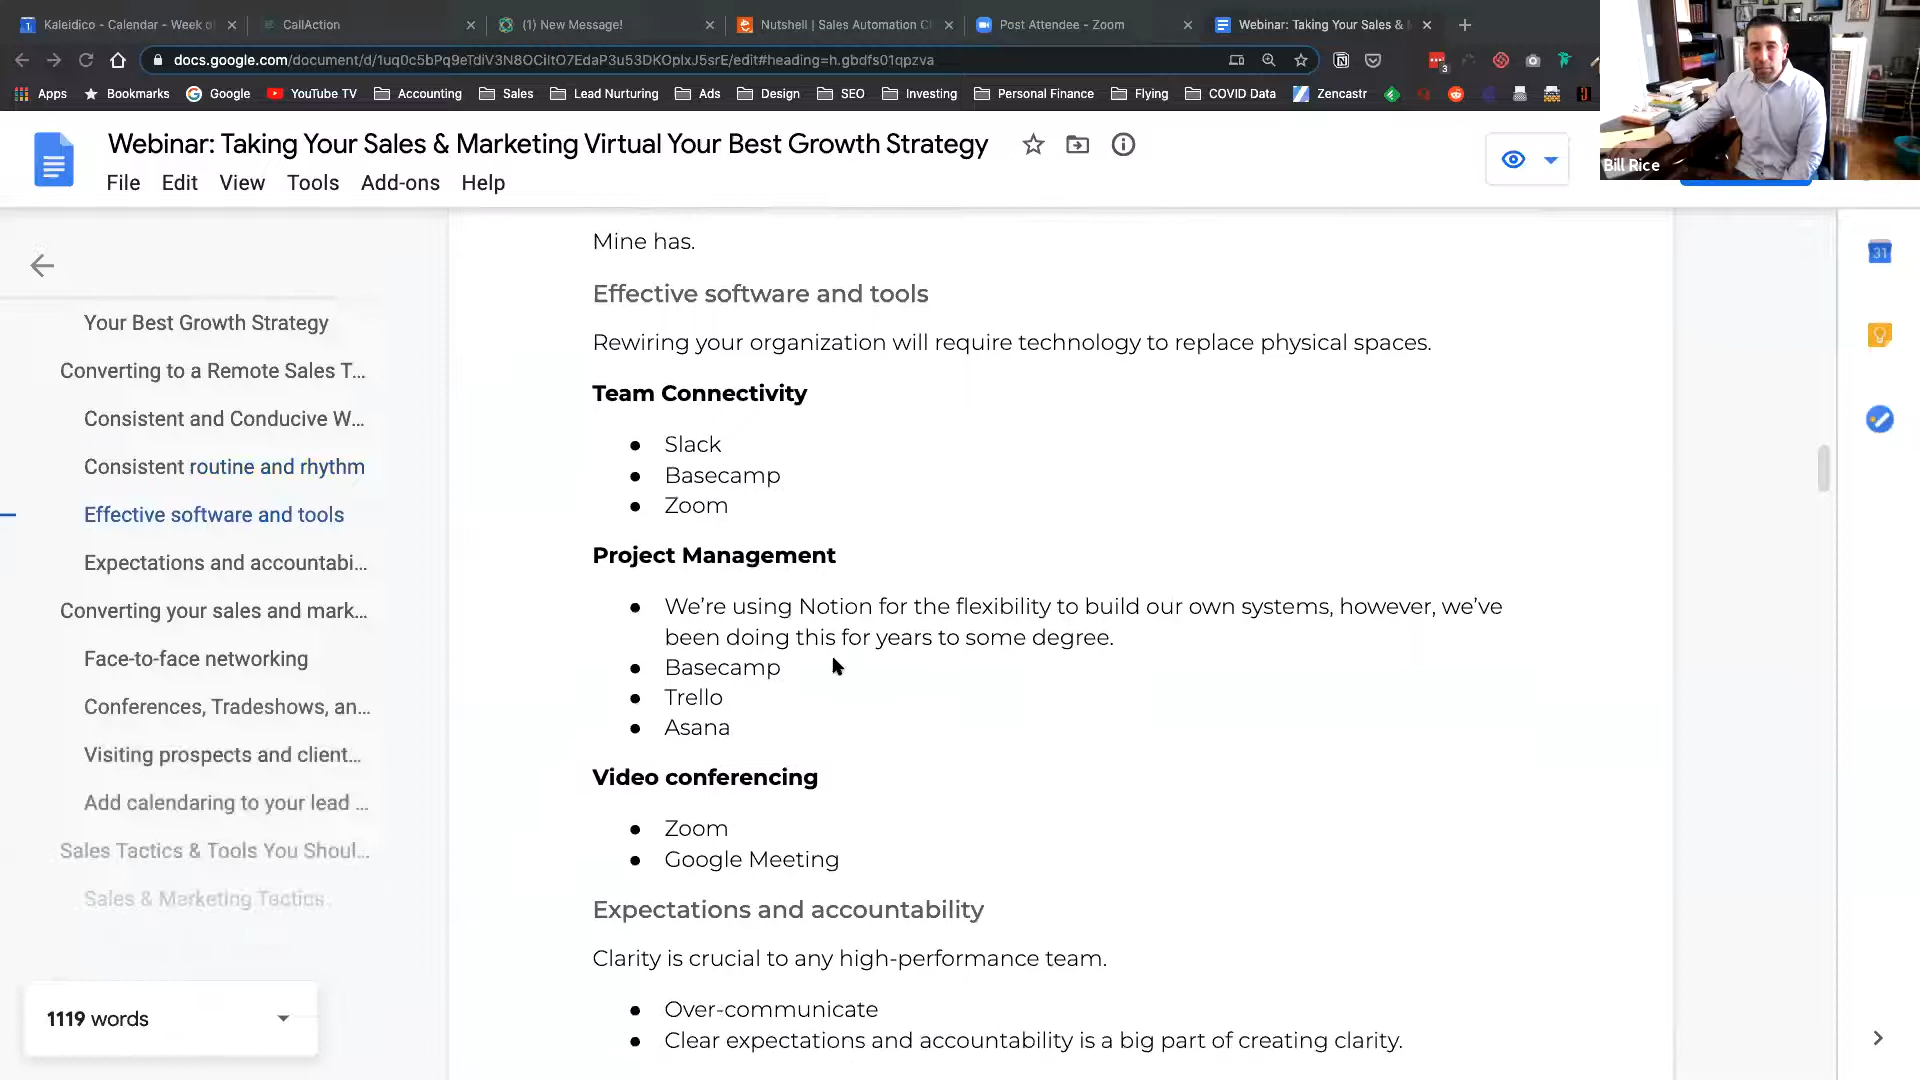 Kaleidico - Calendar - Week o
CallAction
(1) New Message!
Nutshell | Sales Automation C
Post Attendee - Zoom
Webinar: Taking Your Sales &
docs.google.com/document/d/1uq0c5bPq9eTdiV3N8OCiltO7EdaP3u53DKOplxJ5srE/edit#heading=h.gbdfs01qpzva
3
Apps
Bookmarks
Google
YouTube TV
Accounting
Sales
Lead Nurturing
Ads
Design
SEO
Investing
Personal Finance
Flying
COVID Data
Zencastr
Bill Rice
Webinar: Taking Your Sales & Marketing Virtual Your Best Growth Strategy
File Edit View Tools Add-ons Help
Your Best Growth Strategy
Converting to a Remote Sales T...
Consistent and Conducive W...
Consistent routine and rhythm
Effective software and tools
Expectations and accountabi...
Converting your sales and mark...
Face-to-face networking
Conferences, Tradeshows, an...
Visiting prospects and client...
Add calendaring to your lead ...
Sales Tactics & Tools You Shoul...
Sales & Marketing Tactics
1119 words
Mine has.
Effective software and tools
Rewiring your organization will require technology to replace physical spaces.
Team Connectivity
● Slack
● Basecamp
● Zoom
Project Management
● We’re using Notion for the flexibility to build our own systems, however, we’ve
been doing this for years to some degree.
● Basecamp
● Trello
● Asana
Video conferencing
● Zoom
● Google Meeting
Expectations and accountability
Clarity is crucial to any high-performance team.
● Over-communicate
● Clear expectations and accountability is a big part of creating clarity.
31